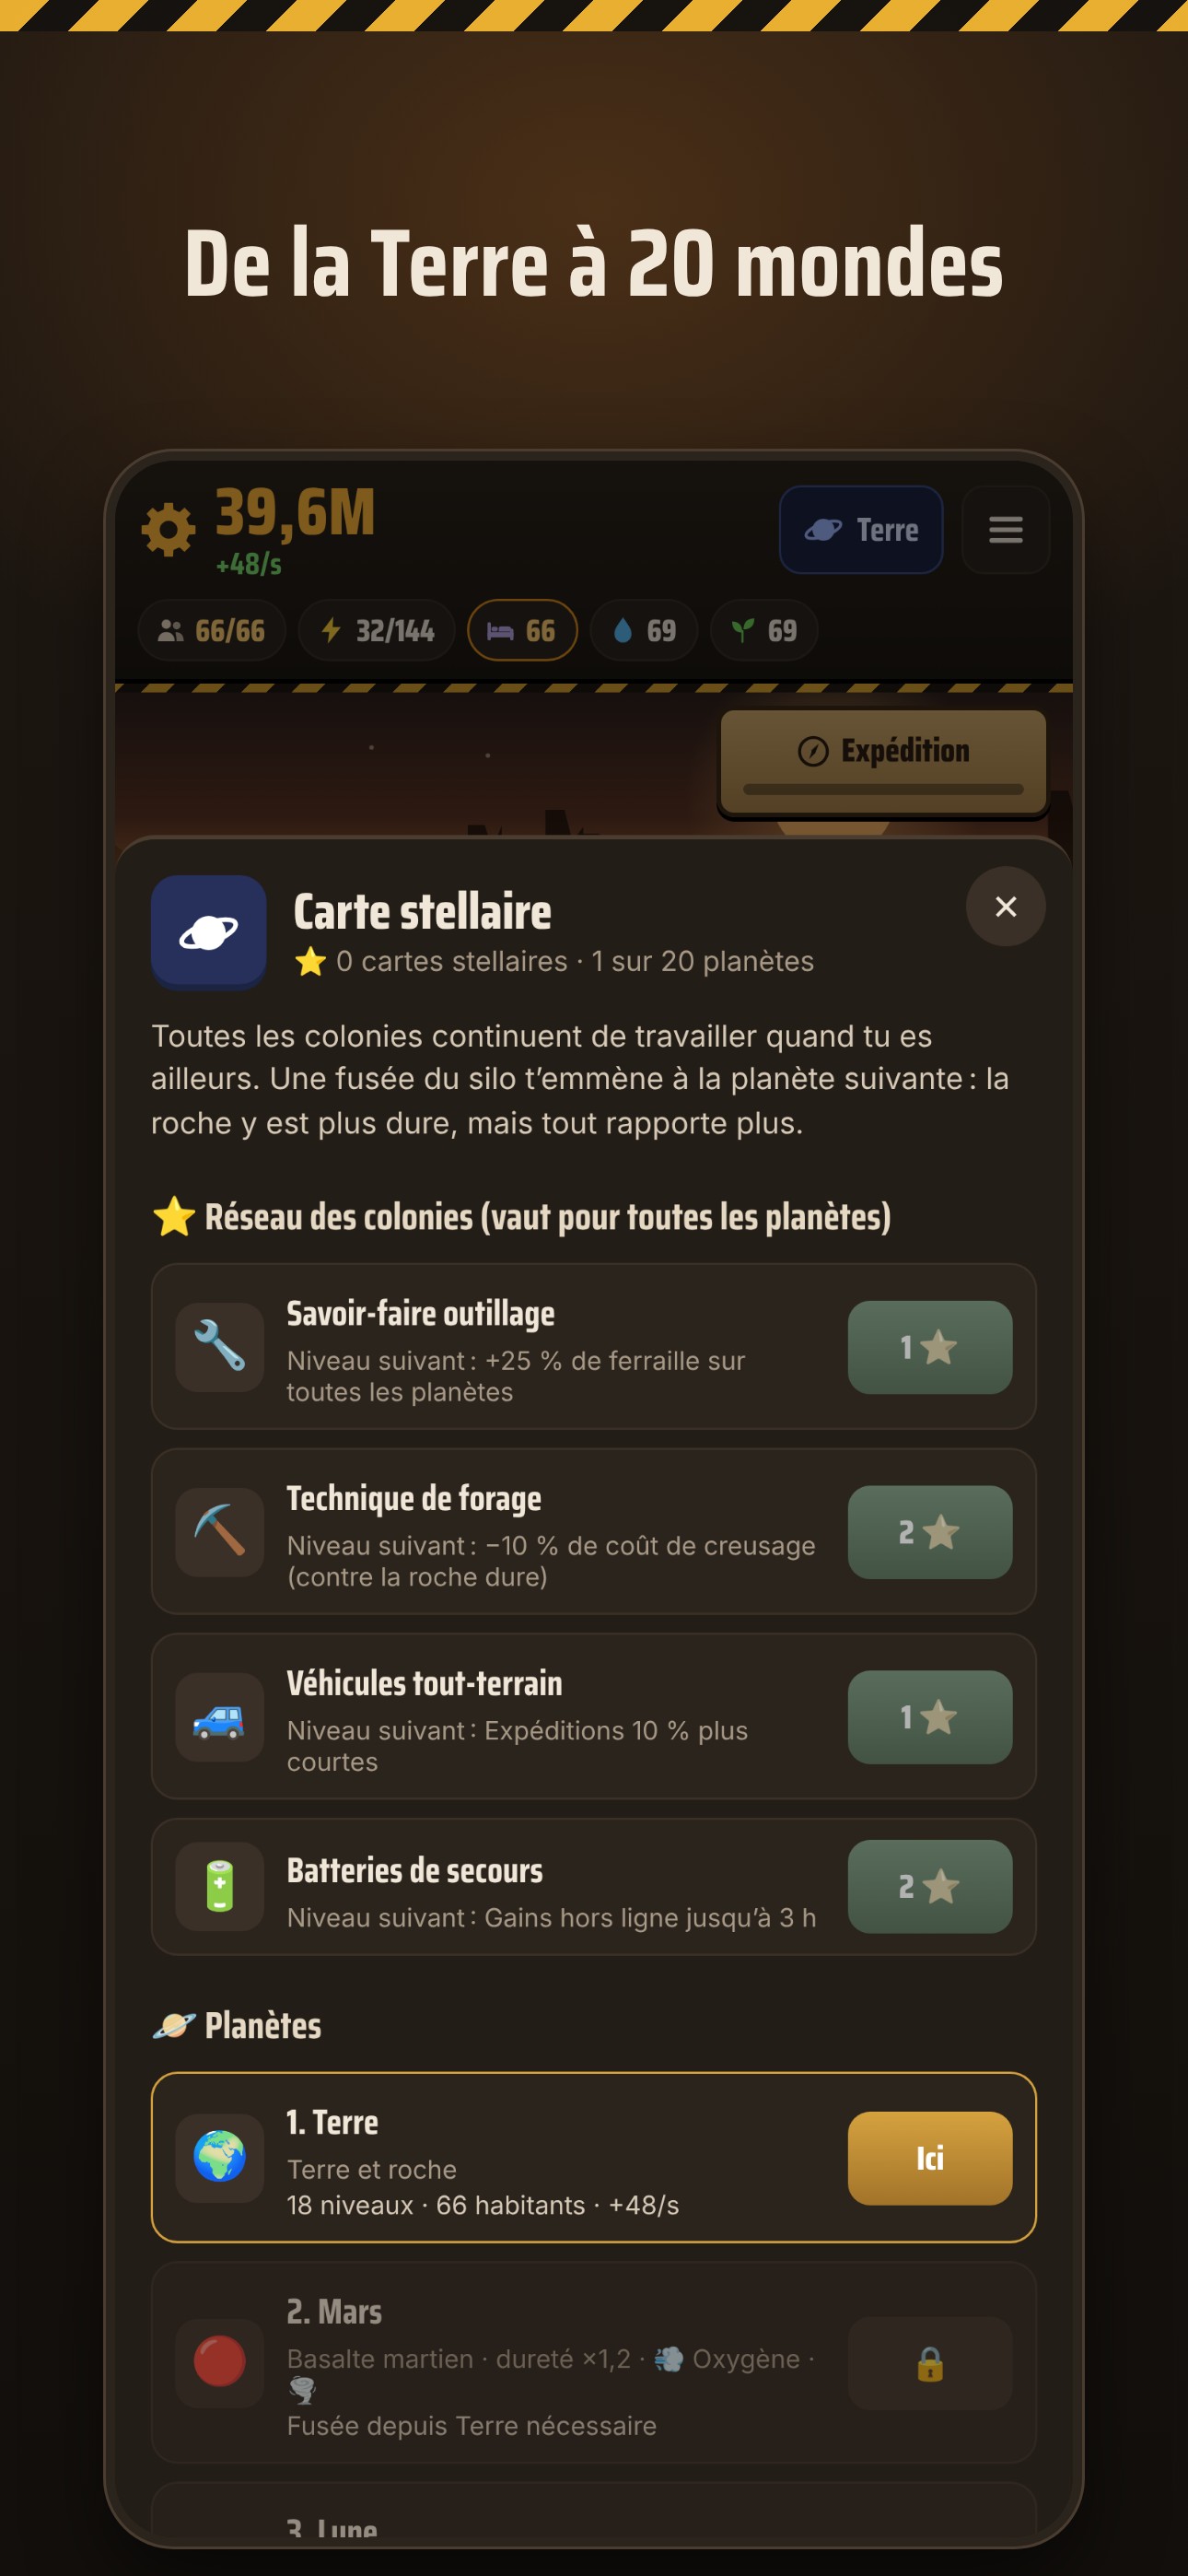 De la Terre à 20 mondes
39,6M
+48/s
Terre
66/66
32/144
66
69
69
Expédition
Carte stellaire
0 cartes stellaires · 1 sur 20 planètes
Toutes les colonies continuent de travailler quand tu es
ailleurs. Une fusée du silo t’emmène à la planète suivante : la
roche y est plus dure, mais tout rapporte plus.
Réseau des colonies (vaut pour toutes les planètes)
Savoir-faire outillage
Niveau suivant : +25 % de ferraille sur
toutes les planètes
1
Technique de forage
Niveau suivant : −10 % de coût de creusage
(contre la roche dure)
2
Véhicules tout-terrain
Niveau suivant : Expéditions 10 % plus
courtes
1
Batteries de secours
Niveau suivant : Gains hors ligne jusqu’à 3 h
2
Planètes
1. Terre
Terre et roche
18 niveaux · 66 habitants · +48/s
Ici
2. Mars
Basalte martien · dureté ×1,2 · Oxygène ·
Fusée depuis Terre nécessaire
3. Lune